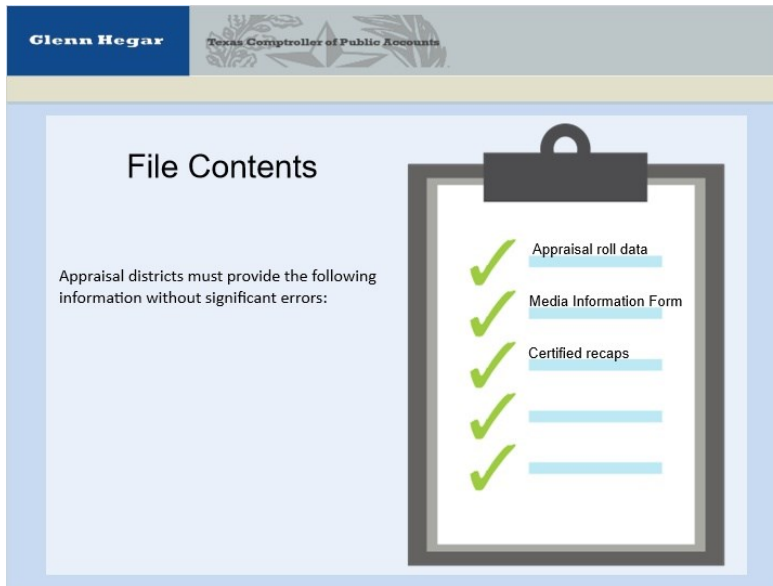 Glenn Hegar
Texas Comptroller of Public Accounts
File Contents
Appraisal districts must provide the following
information without significant errors:
Appraisal roll data
Media Information Form
Certified recaps